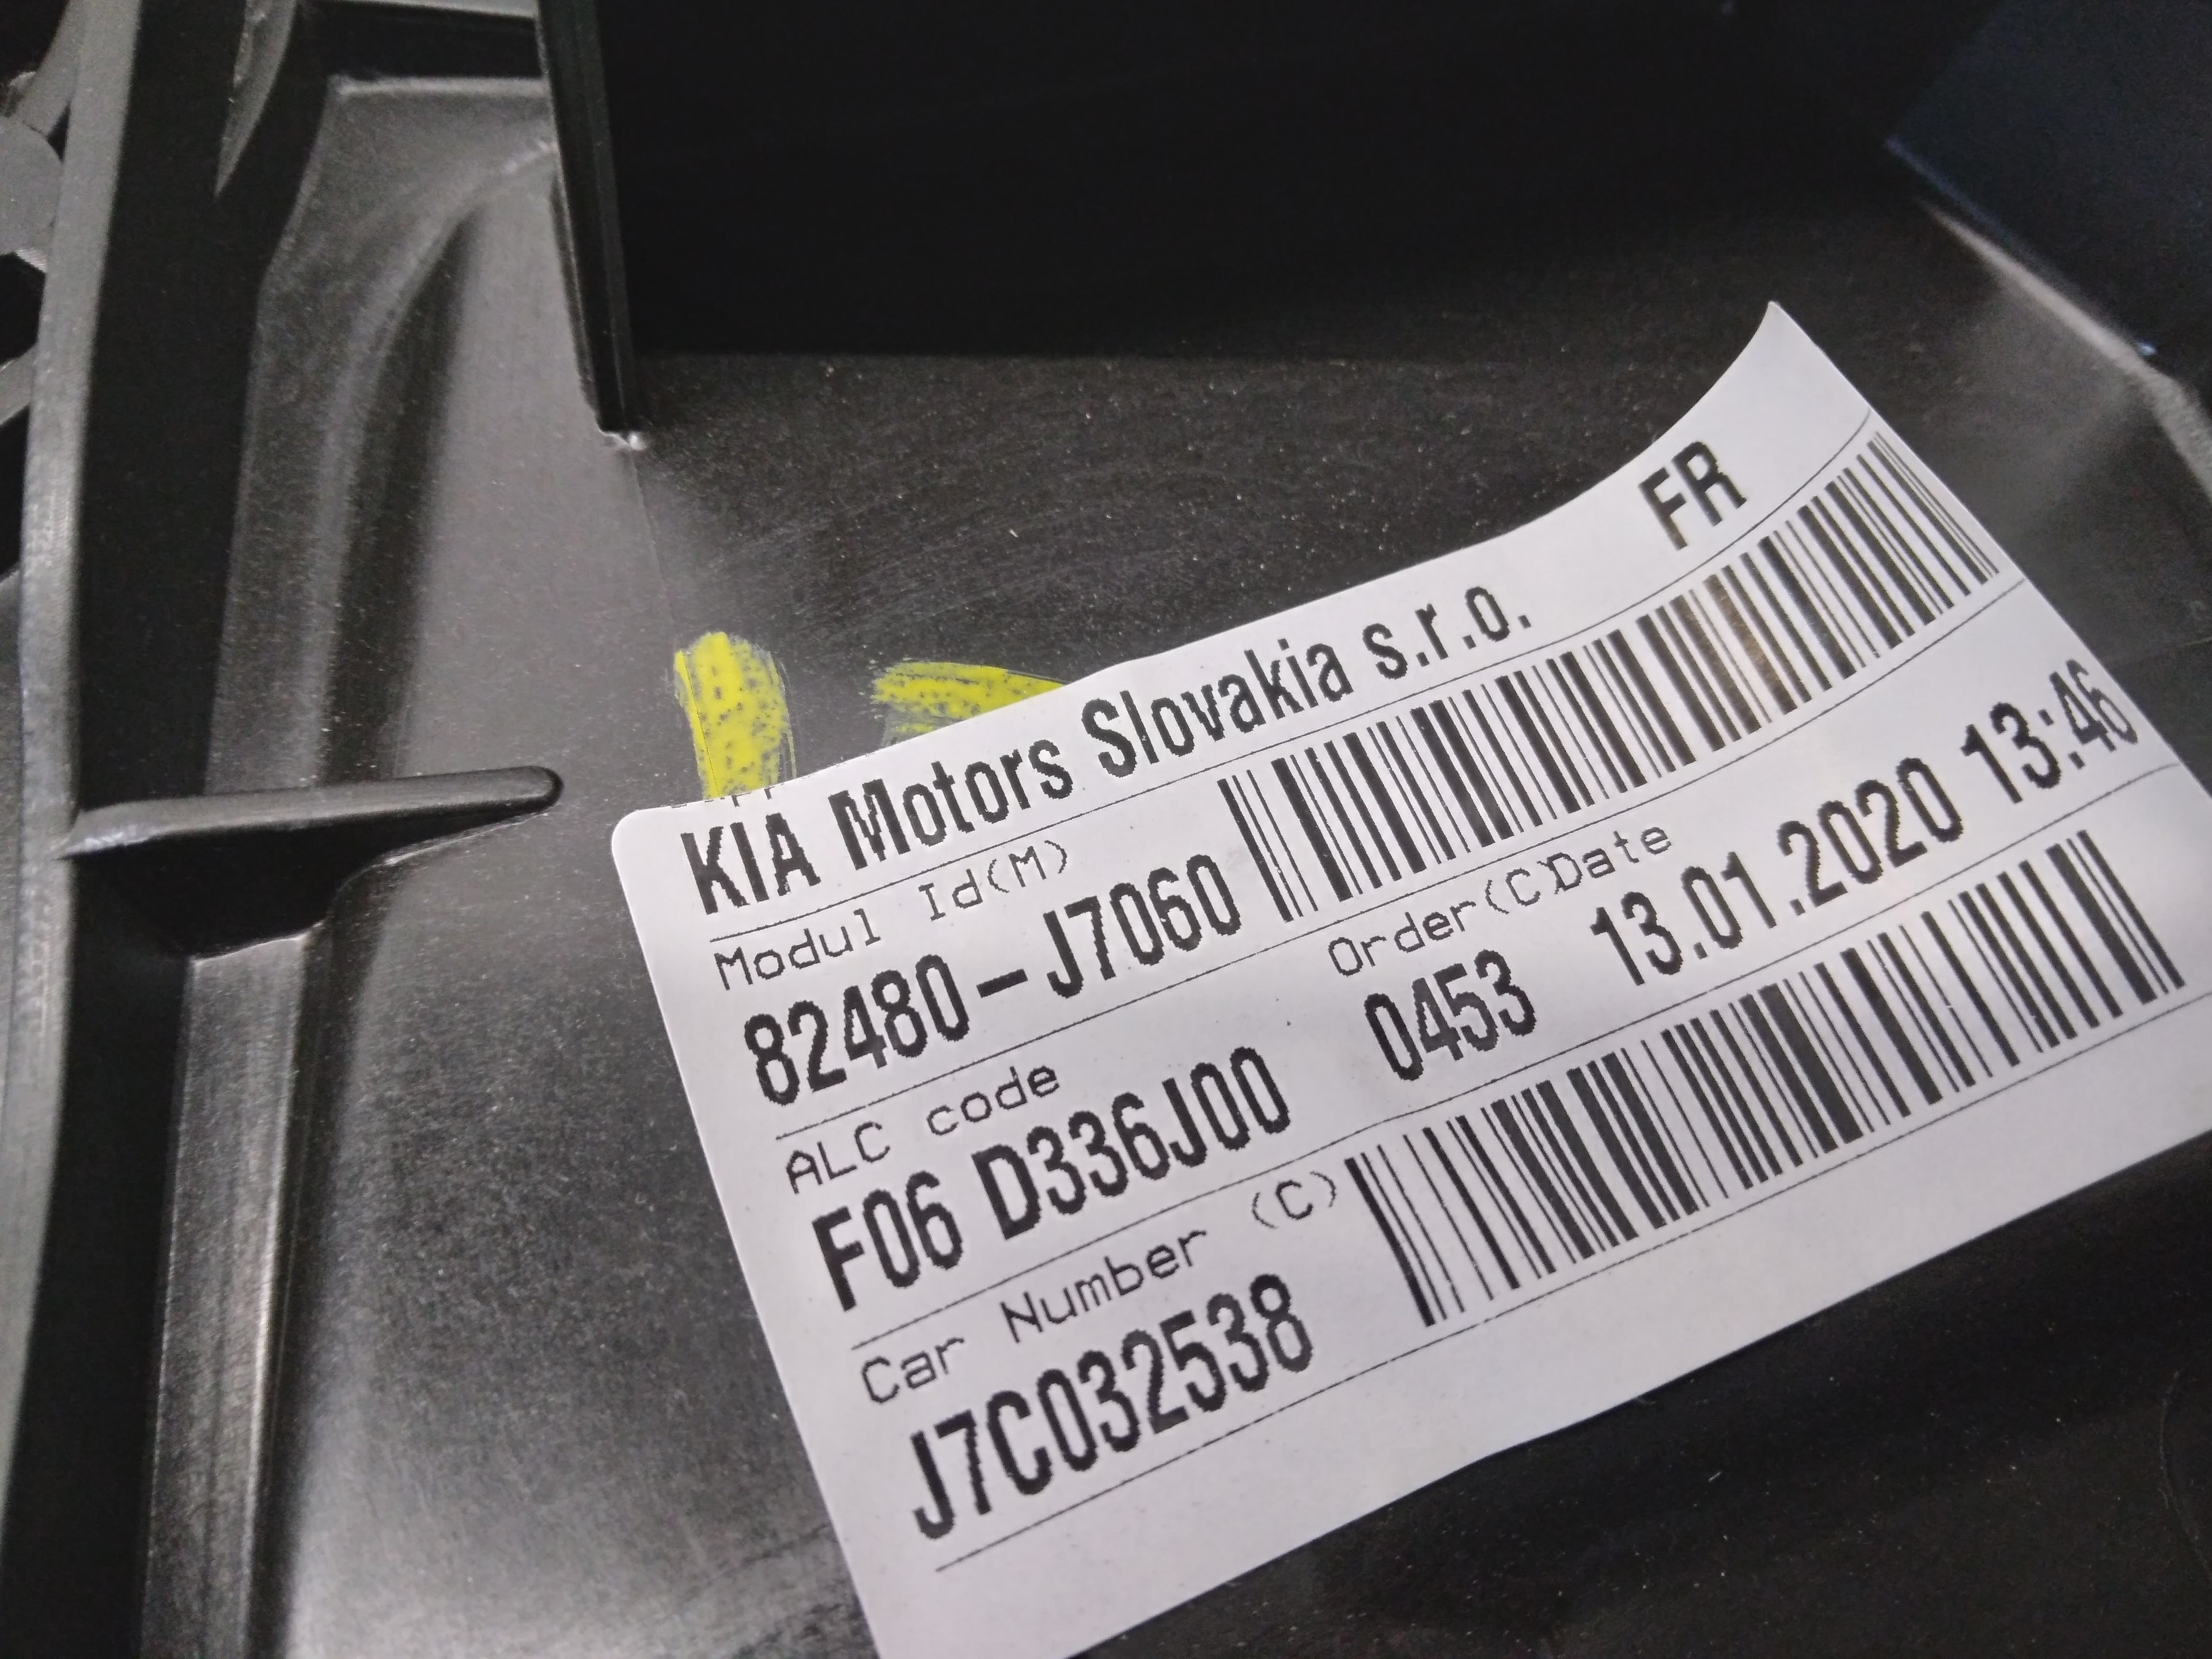 KIA Motors Slovakia s.r.o. FR
Modul Id(M)
82480-J7060
ALC code Order(C)Date
F06 D336J00 0453 13.01.2020 13:46
Car Number (C)
J7C032538